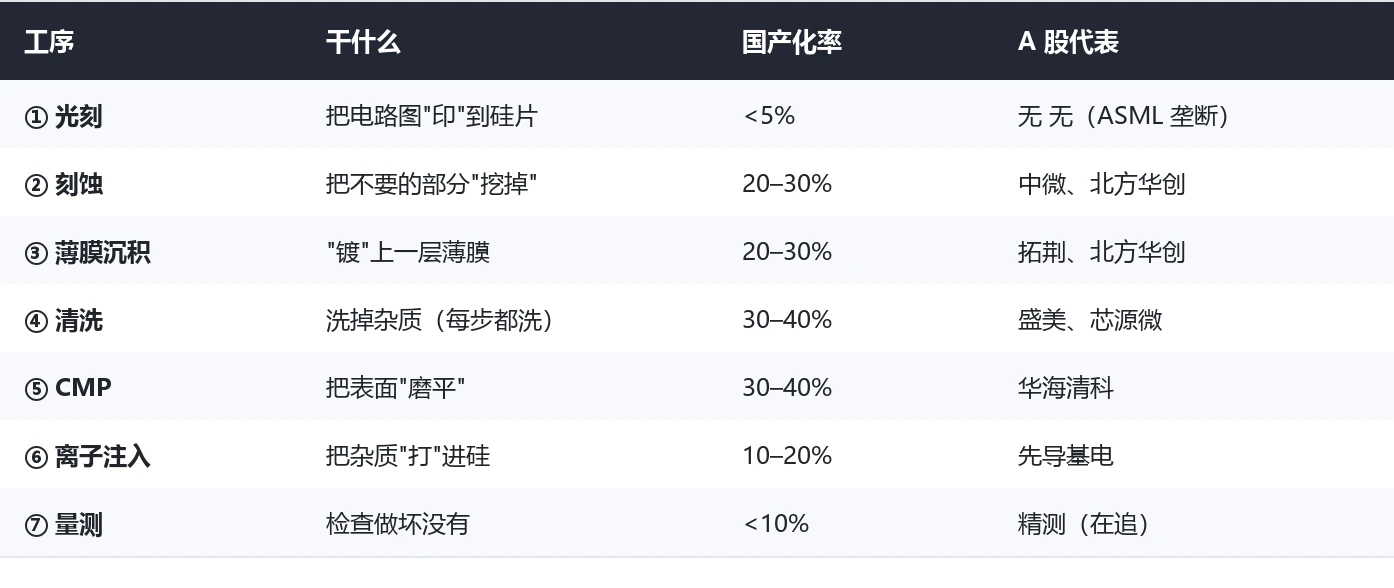 工序 干什么 国产化率 A 股代表
① 光刻 把电路图"印"到硅片 <5% 无 无（ASML 垄断）
② 刻蚀 把不要的部分"挖掉" 20–30% 中微、北方华创
③ 薄膜沉积 "镀"上一层薄膜 20–30% 拓荆、北方华创
④ 清洗 洗掉杂质（每步都洗） 30–40% 盛美、芯源微
⑤ CMP 把表面"磨平" 30–40% 华海清科
⑥ 离子注入 把杂质"打"进硅 10–20% 先导基电
⑦ 量测 检查做坏没有 <10% 精测（在追）